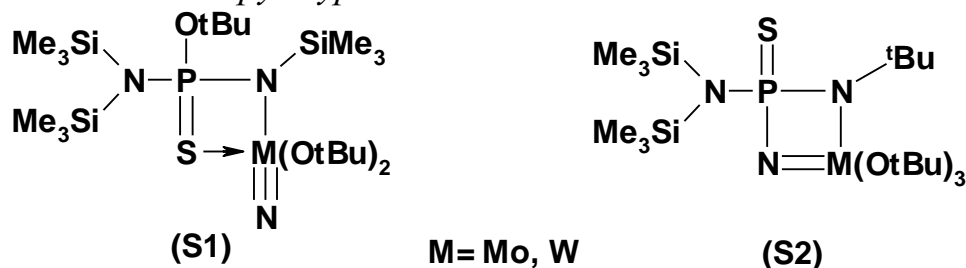 OtBu
Me₃Si SiMe₃
N P N
Me₃Si
S M(OtBu)₂
N
(S1)
S
Me₃Si ᵗBu
N P N
Me₃Si
N M(OtBu)₃
(S2)
M= Mo, W